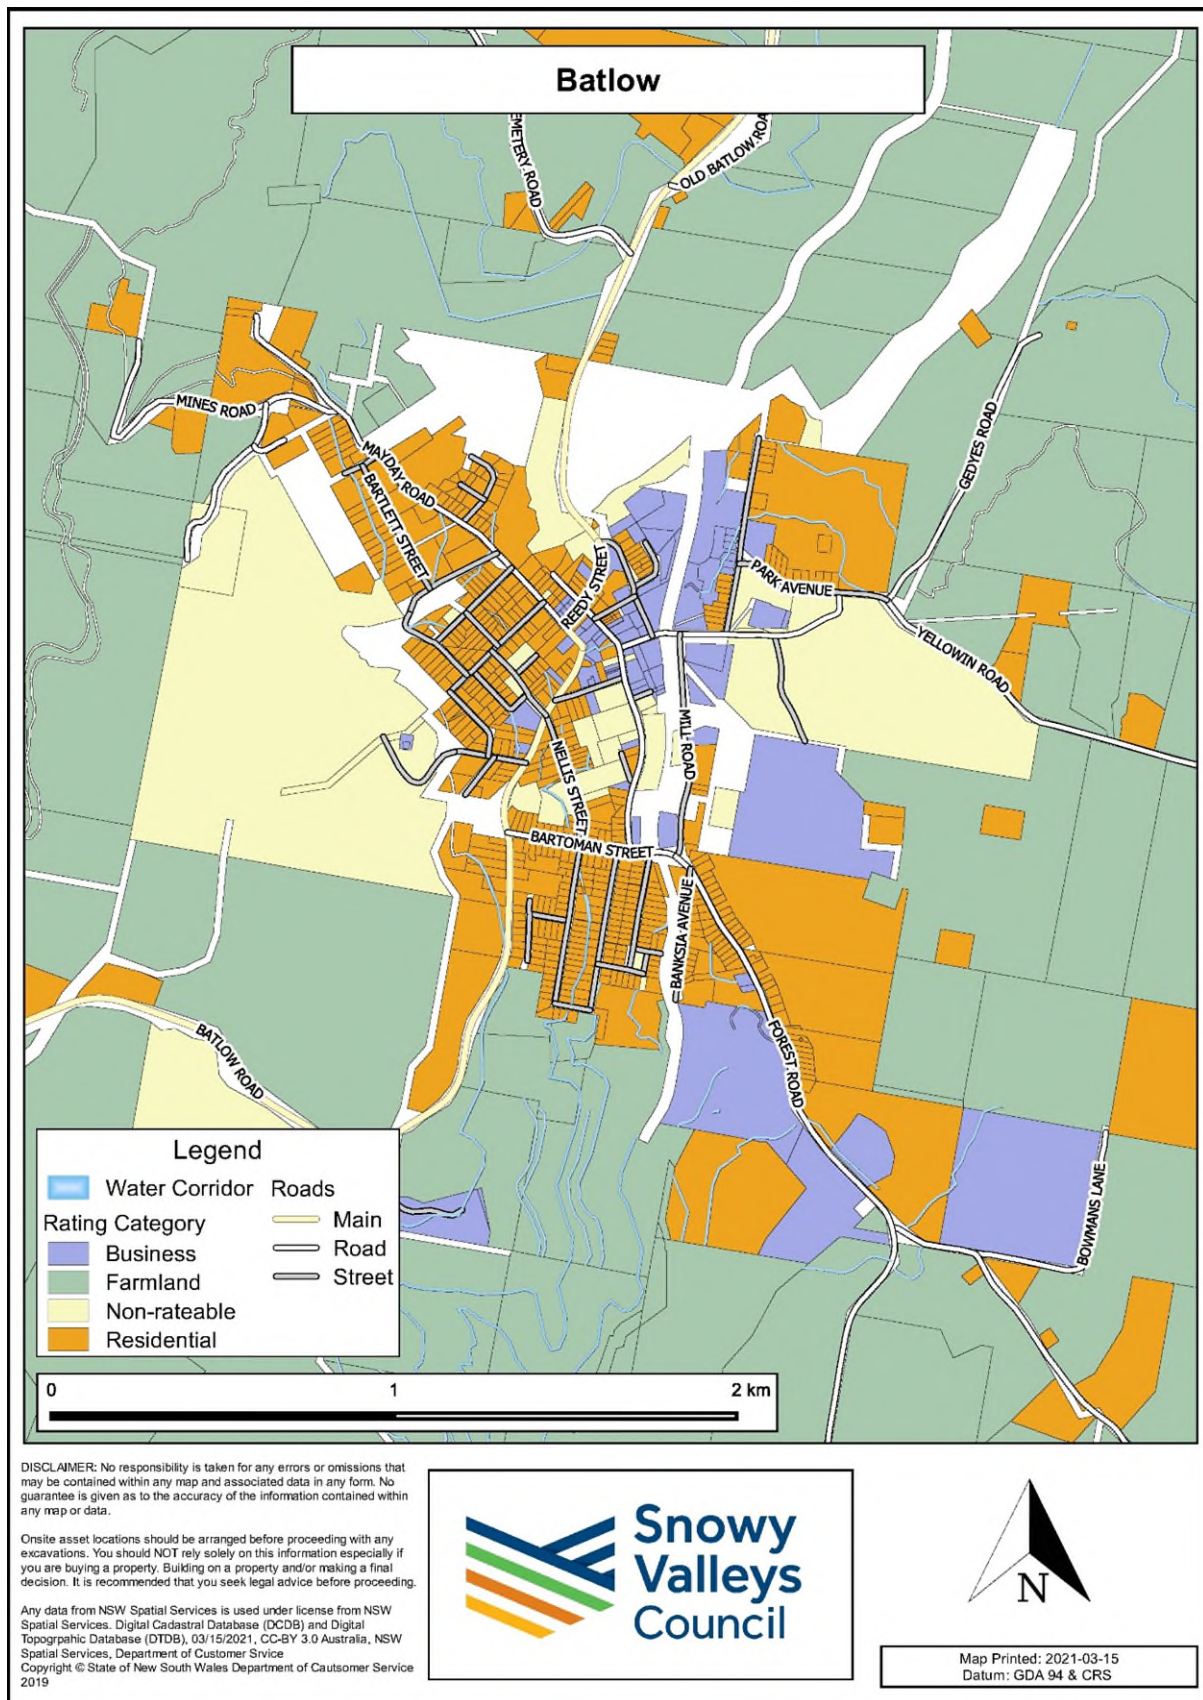 Batlow
EMETERY ROAD
OLD BATLOW ROAD
MINES ROAD
MAYDAY ROAD
BARTLETT STREET
GEDYES ROAD
REEDY STREET
PARK AVENUE
YELLOWIN ROAD
MILL ROAD
NELLIS STREET
BARTOMAN STREET
BANKSIA AVENUE
FOREST ROAD
BATLOW ROAD
BOWMANS LANE
Legend
Water Corridor
Rating Category
Business
Farmland
Non-rateable
Residential
Roads
Main
Road
Street
0 1 2 km
DISCLAIMER: No responsibility is taken for any errors or omissions that
may be contained within any map and associated data in any form. No
guarantee is given as to the accuracy of the information contained within
any map or data.
Onsite asset locations should be arranged before proceeding with any
excavations. You should NOT rely solely on this information especially if
you are buying a property. Building on a property and/or making a final
decision. It is recommended that you seek legal advice before proceeding.
Any data from NSW Spatial Services is used under license from NSW
Spatial Services. Digital Cadastral Database (DCDB) and Digital
Topogrpahic Database (DTDB), 03/15/2021, CC-BY 3.0 Australia, NSW
Spatial Services, Department of Customer Srvice
Copyright © State of New South Wales Department of Cautsomer Service
2019
Snowy
Valleys
Council
N
Map Printed: 2021-03-15
Datum: GDA 94 & CRS